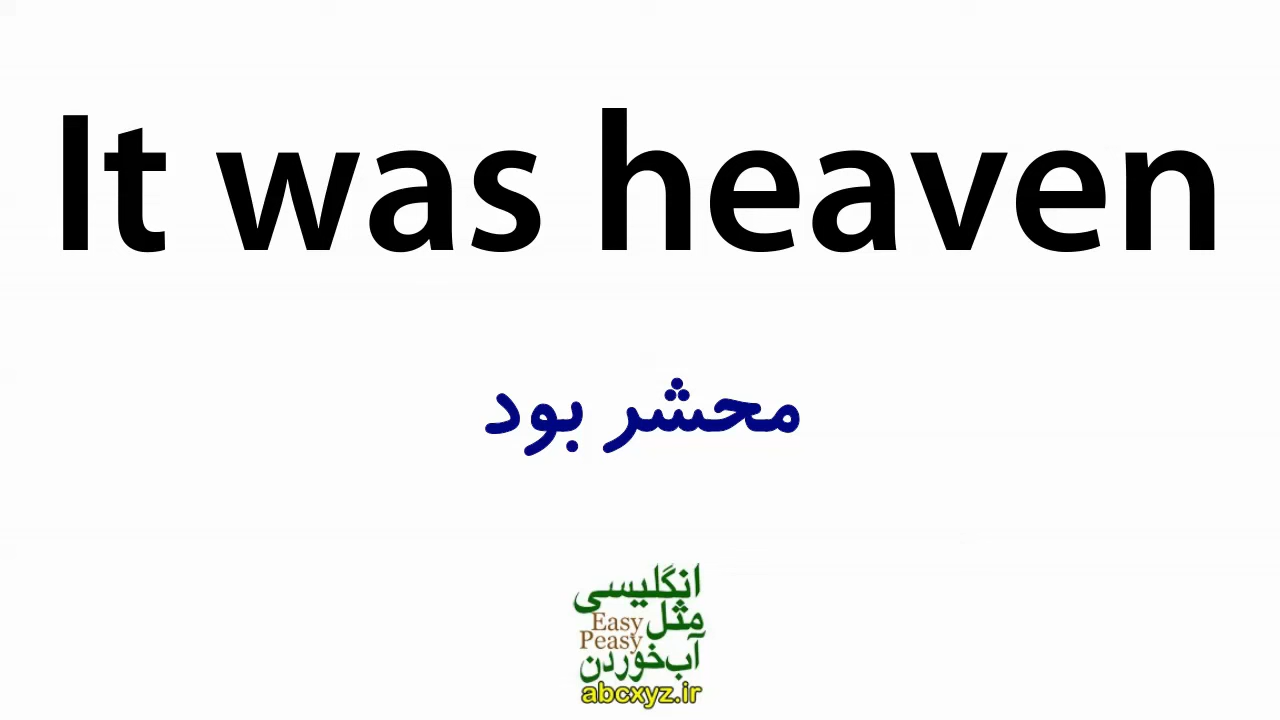 It was heaven
محشر بود
انگلیسی
مثل Easy
Peasy
آب‌خوردن
abcxyz.ir